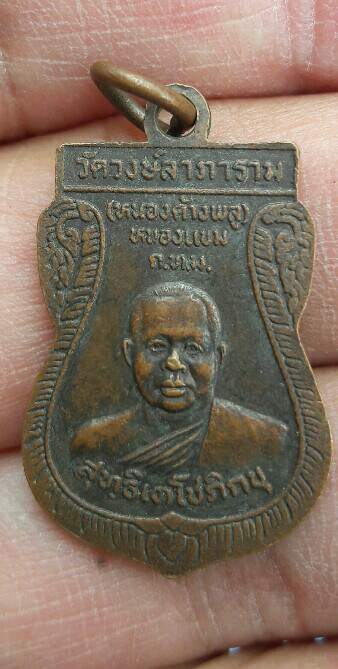 วัดวงษ์ลาภาราม
(หนองค้างพลู)
หนองแขม
ก.ท.ม.
สุทฺธิเตโชภิกขุ